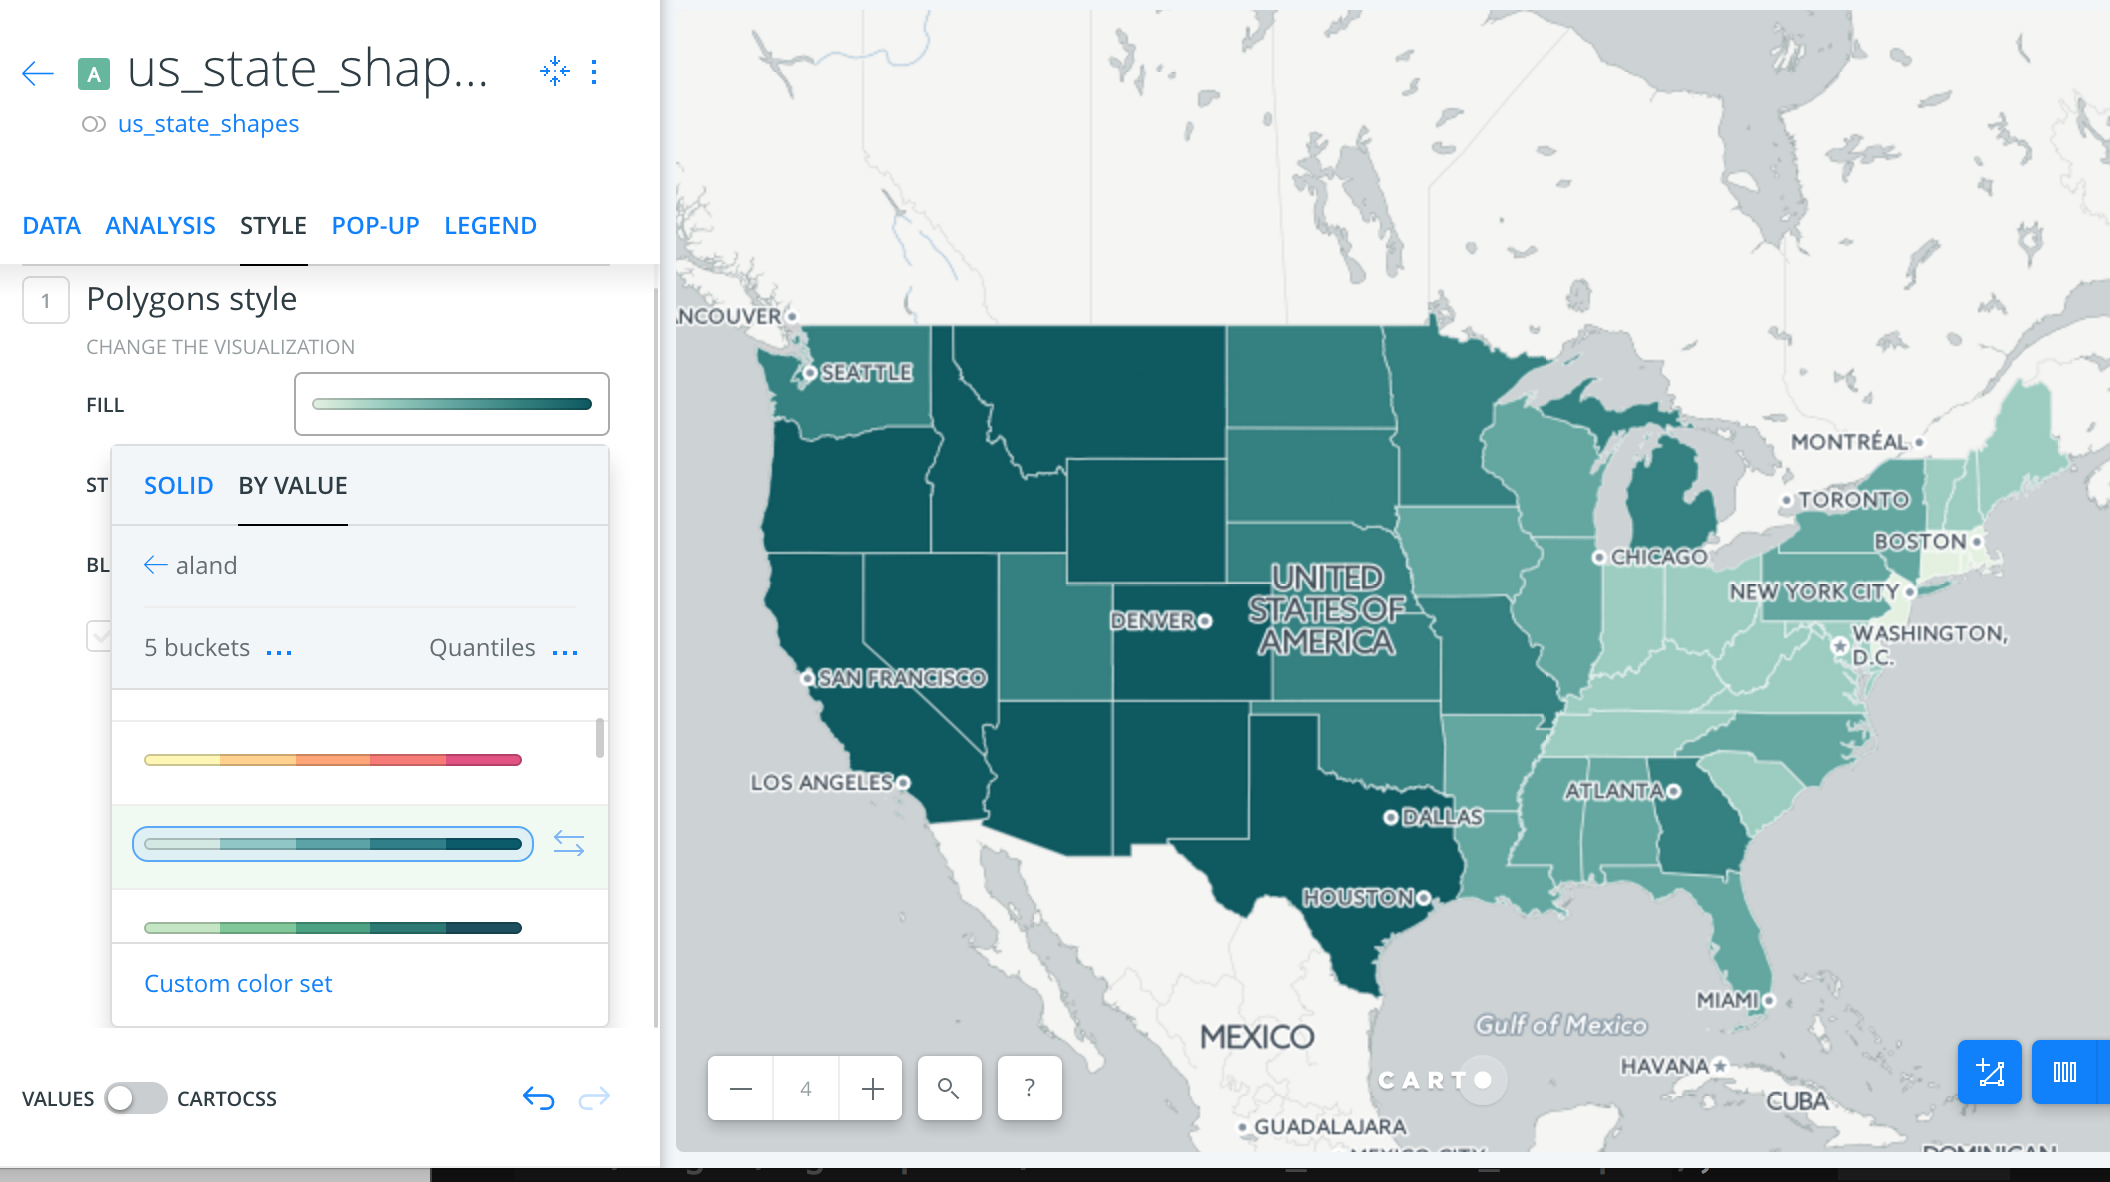 A us_state_shap...
us_state_shapes
DATA ANALYSIS STYLE POP-UP LEGEND
1 Polygons style
CHANGE THE VISUALIZATION
FILL
ST
SOLID BY VALUE
BL
aland
5 buckets ... Quantiles ...
Custom color set
VALUES CARTOCSS
NCOUVER
SEATTLE
MONTRÉAL
TORONTO
BOSTON
CHICAGO
NEW YORK CITY
UNITED
STATES OF
AMERICA
DENVER
WASHINGTON,
D.C.
SAN FRANCISCO
LOS ANGELES
ATLANTA
DALLAS
HOUSTON
MIAMI
Gulf of Mexico
MEXICO
HAVANA
CUBA
4
?
CARTO
GUADALAJARA
MEXICO CITY
DOMINICAN